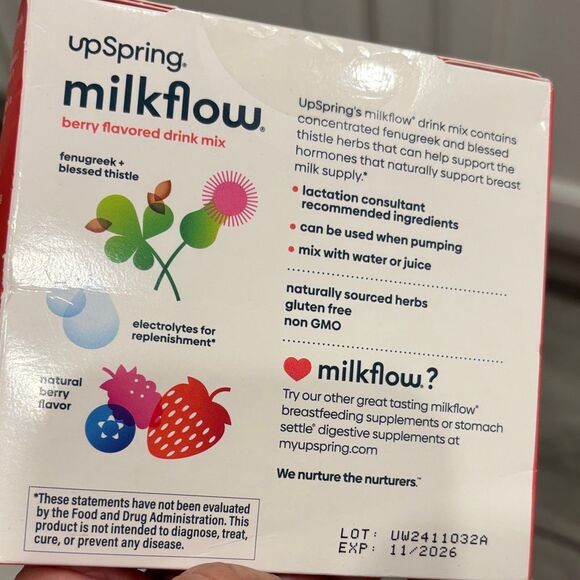 upSpring®
milkflow®
berry flavored drink mix
fenugreek +
blessed thistle
electrolytes for
replenishment*
natural
berry
flavor
*These statements have not been evaluated
by the Food and Drug Administration. This
product is not intended to diagnose, treat,
cure, or prevent any disease.
UpSpring's milkflow® drink mix contains
concentrated fenugreek and blessed
thistle herbs that can help support the
hormones that naturally support breast
milk supply.*
• lactation consultant
recommended ingredients
• can be used when pumping
• mix with water or juice
naturally sourced herbs
gluten free
non GMO
milkflow®?
Try our other great tasting milkflow®
breastfeeding supplements or stomach
settle® digestive supplements at
myupspring.com
We nurture the nurturers.™
LOT: UW2411032A
EXP: 11/2026